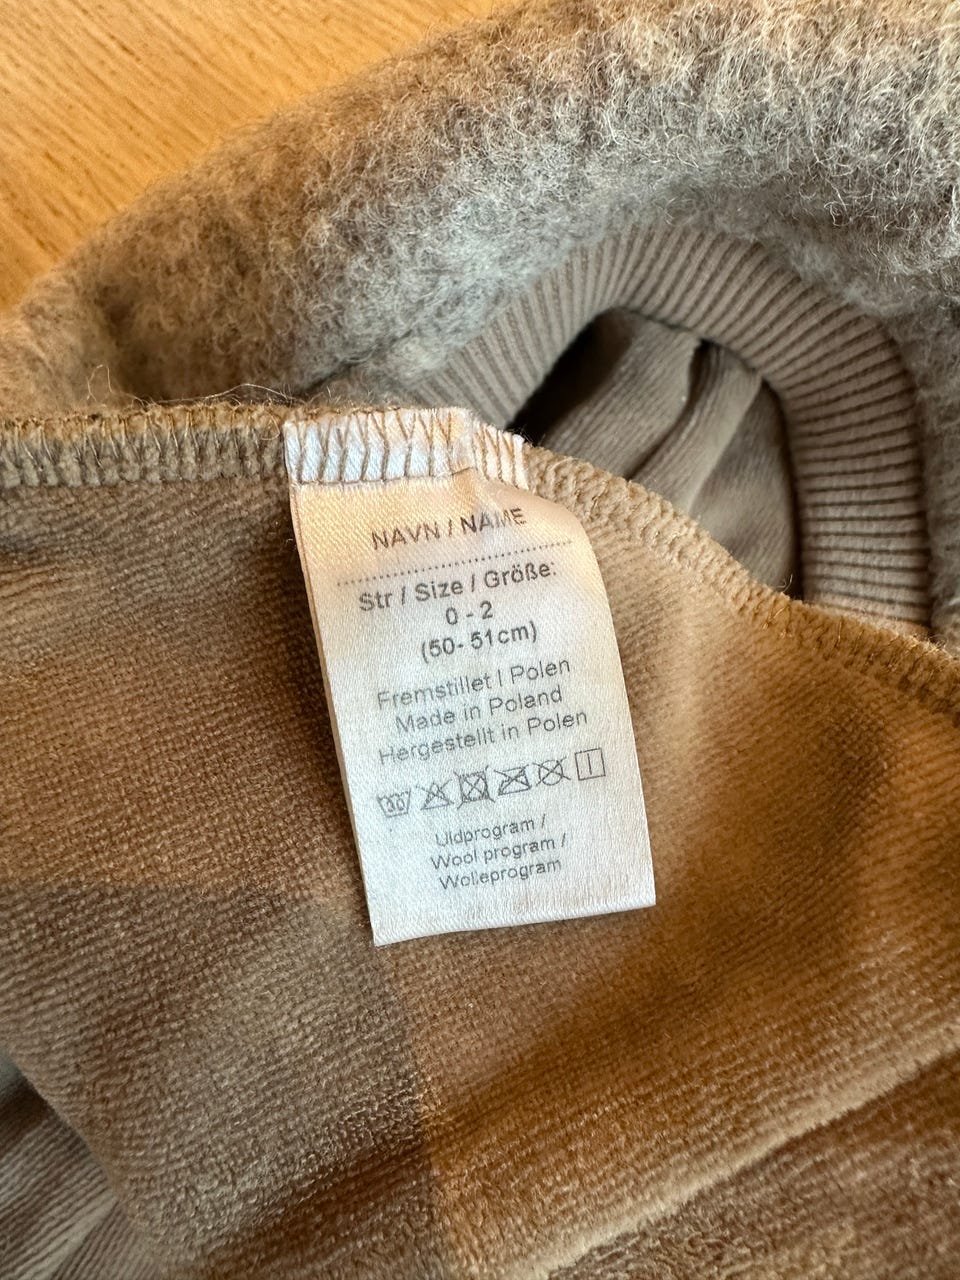 NAVN / NAME
Str / Size / Größe:
0 - 2
(50- 51cm)
Fremstillet I Polen
Made in Poland
Hergestellt in Polen
30
Uldprogram /
Wool program /
Wolleprogram